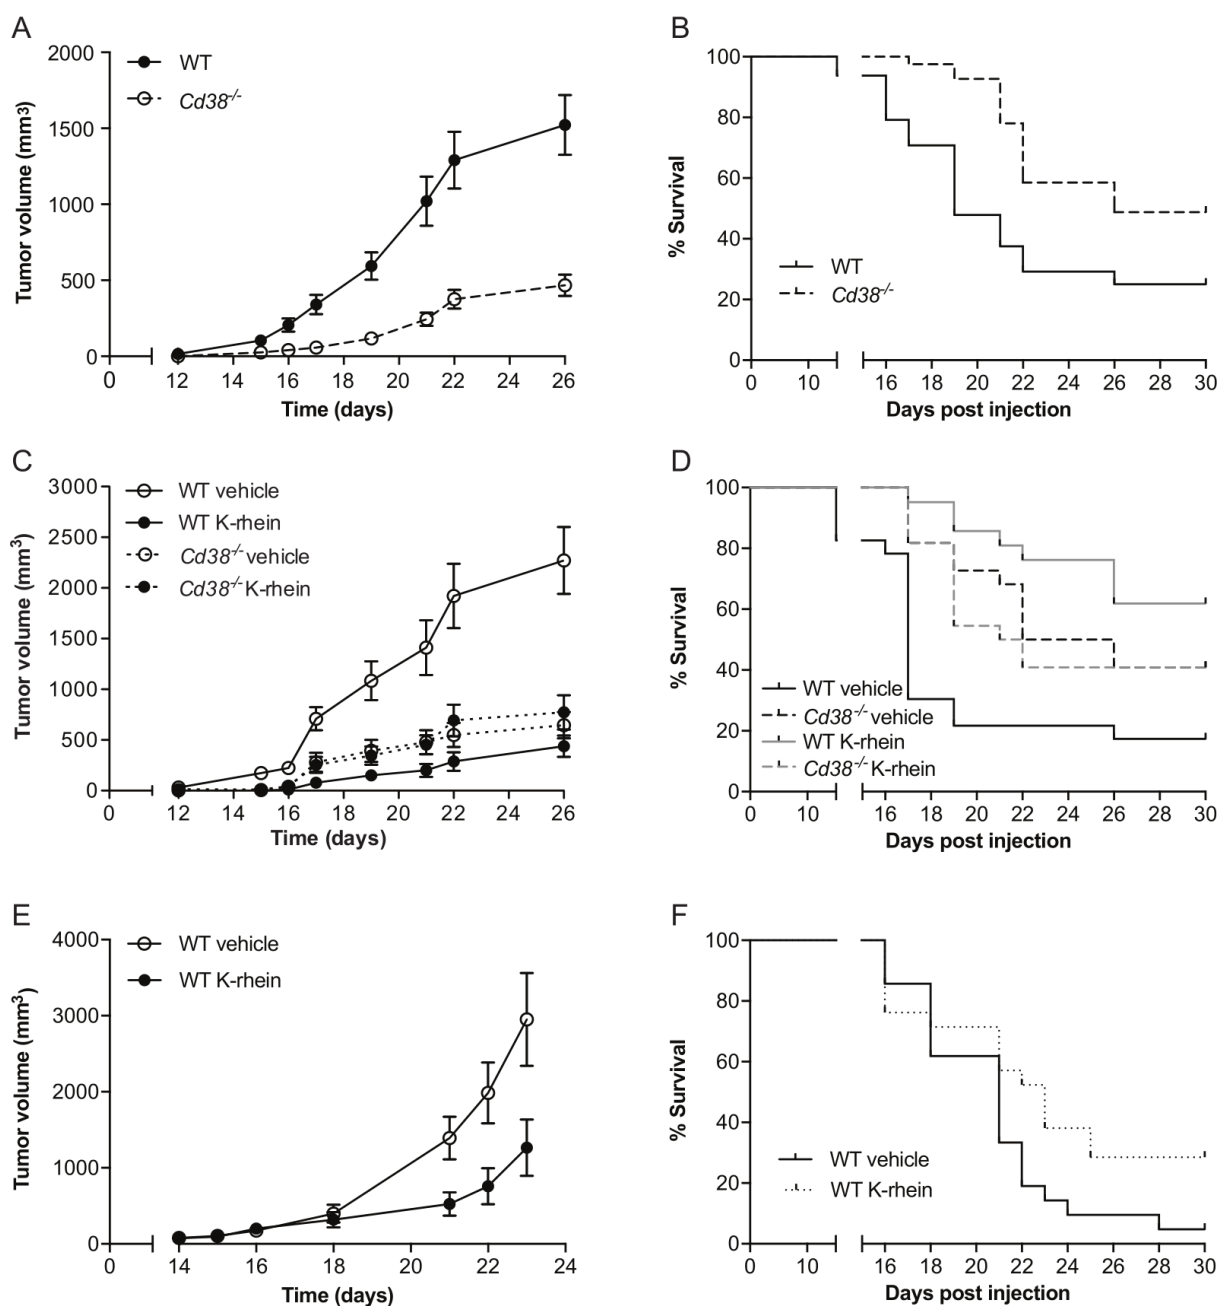 A
2000
1500
1000
500
0
0 12 14 16 18 20 22 24 26
Tumor volume (mm3)
Time (days)
WT
Cd38-/-
B
100
80
60
40
20
0
0 10 16 18 20 22 24 26 28 30
% Survival
Days post injection
WT
Cd38-/-
C
3000
2500
2000
1500
1000
500
0
0 12 14 16 18 20 22 24 26
Tumor volume (mm3)
Time (days)
WT vehicle
WT K-rhein
Cd38-/- vehicle
Cd38-/- K-rhein
D
100
80
60
40
20
0
0 10 16 18 20 22 24 26 28 30
% Survival
Days post injection
WT vehicle
Cd38-/- vehicle
WT K-rhein
Cd38-/- K-rhein
E
4000
3000
2000
1000
0
0 14 15 16 17 18 19 20 21 22 23 24
Tumor volume (mm3)
Time (days)
WT vehicle
WT K-rhein
F
100
80
60
40
20
0
0 10 16 18 20 22 24 26 28 30
% Survival
Days post injection
WT vehicle
WT K-rhein